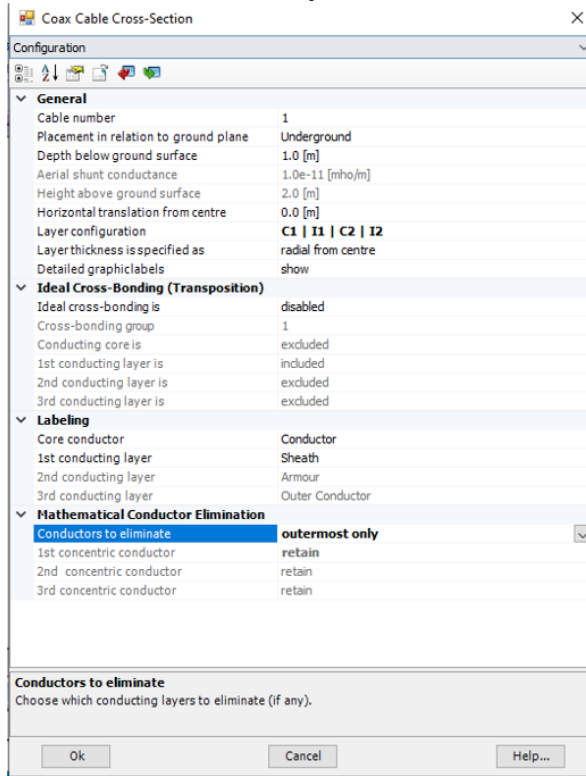 Coax Cable Cross-Section
Configuration
General
Cable number 1
Placement in relation to ground plane Underground
Depth below ground surface 1.0 [m]
Aerial shunt conductance 1.0e-11 [mho/m]
Height above ground surface 2.0 [m]
Horizontal translation from centre 0.0 [m]
Layer configuration C1 | I1 | C2 | I2
Layer thickness is specified as radial from centre
Detailed graphic labels show
Ideal Cross-Bonding (Transposition)
Ideal cross-bonding is disabled
Cross-bonding group 1
Conducting core is excluded
1st conducting layer is included
2nd conducting layer is excluded
3rd conducting layer is excluded
Labeling
Core conductor Conductor
1st conducting layer Sheath
2nd conducting layer Armour
3rd conducting layer Outer Conductor
Mathematical Conductor Elimination
Conductors to eliminate outermost only
1st concentric conductor retain
2nd concentric conductor retain
3rd concentric conductor retain
Conductors to eliminate
Choose which conducting layers to eliminate (if any).
Ok Cancel Help...